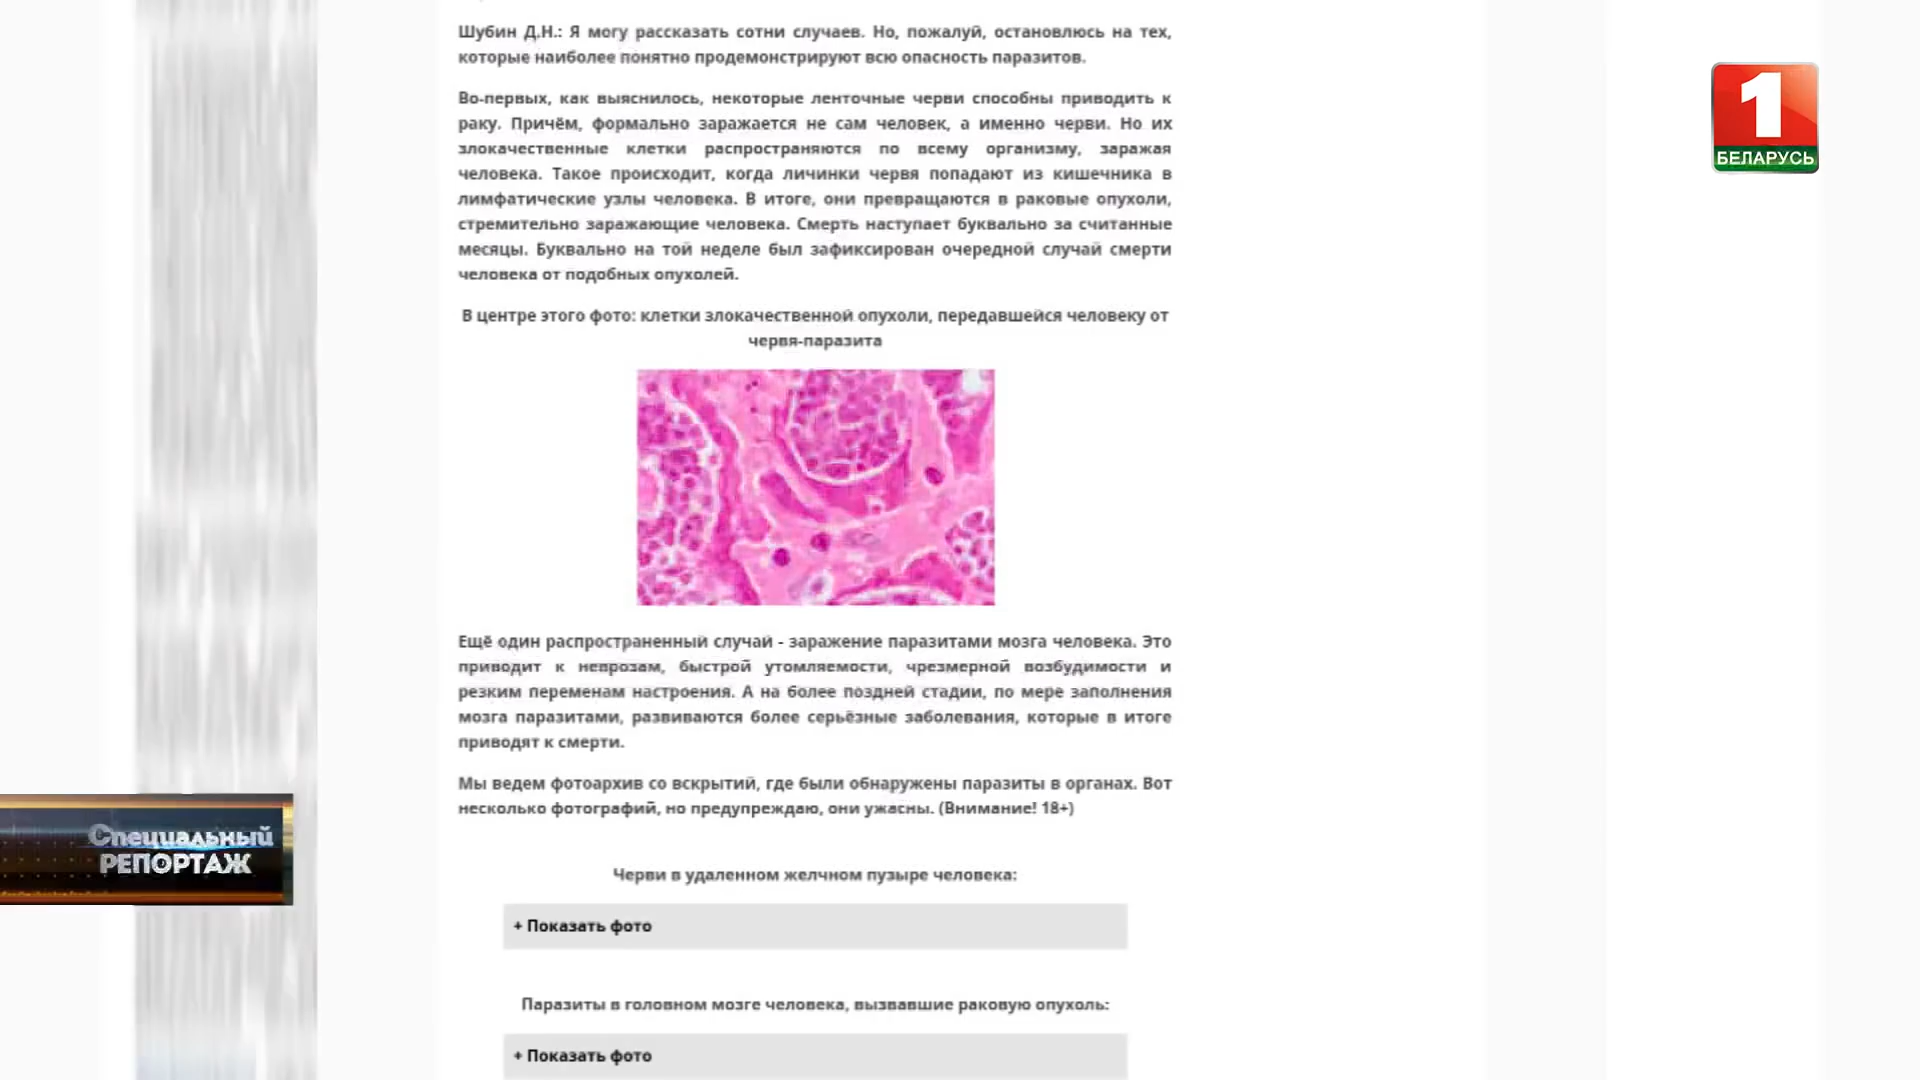 Шубин Д.Н.: Я могу рассказать сотни случаев. Но, пожалуй, остановлюсь на тех,
которые наиболее понятно продемонстрируют всю опасность паразитов.
Во-первых, как выяснилось, некоторые ленточные черви способны приводить к
раку. Причём, формально заражается не сам человек, а именно черви. Но их
злокачественные клетки распространяются по всему организму, заражая
человека. Такое происходит, когда личинки червя попадают из кишечника в
лимфатические узлы человека. В итоге, они превращаются в раковые опухоли,
стремительно заражающие человека. Смерть наступает буквально за считанные
месяцы. Буквально на той неделе был зафиксирован очередной случай смерти
человека от подобных опухолей.
В центре этого фото: клетки злокачественной опухоли, передавшейся человеку от
червя-паразита
Ещё один распространенный случай - заражение паразитами мозга человека. Это
приводит к неврозам, быстрой утомляемости, чрезмерной возбудимости и
резким переменам настроения. А на более поздней стадии, по мере заполнения
мозга паразитами, развиваются более серьёзные заболевания, которые в итоге
приводят к смерти.
Мы ведем фотоархив со вскрытий, где были обнаружены паразиты в органах. Вот
несколько фотографий, но предупреждаю, они ужасны. (Внимание! 18+)
Черви в удаленном желчном пузыре человека:
+ Показать фото
Паразиты в головном мозге человека, вызвавшие раковую опухоль:
+ Показать фото
1
БЕЛАРУСЬ
Специальный
РЕПОРТАЖ